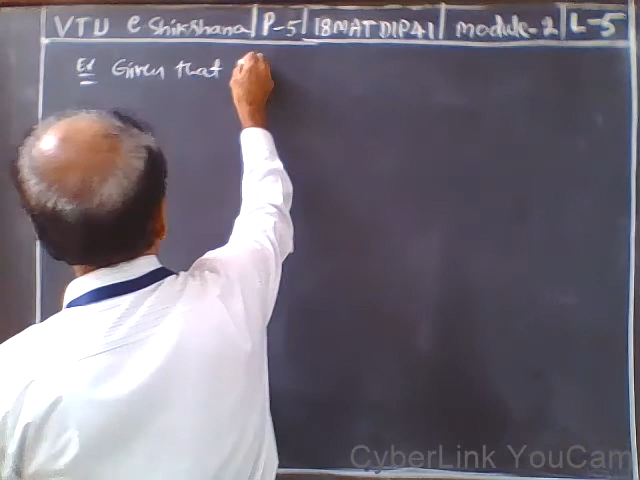 VTU e-Shikshana | P-5 | 18MATDIP41 | Module-2 | L-5
Ex Given that
CyberLink YouCam